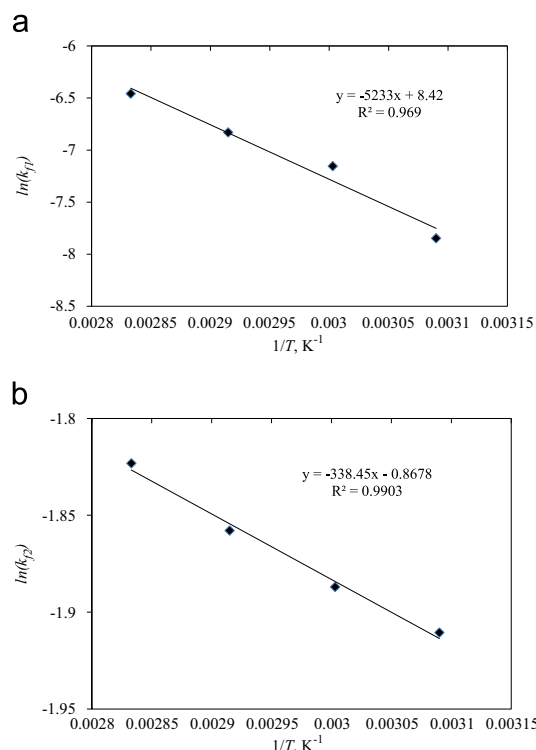 a
-6
-6.5
-7
-7.5
-8
-8.5
ln(kf1)
y = -5233x + 8.42
R² = 0.969
0.0028 0.00285 0.0029 0.00295 0.003 0.00305 0.0031 0.00315
1/T, K⁻¹
b
-1.8
-1.85
-1.9
-1.95
ln(kf2)
y = -338.45x - 0.8678
R² = 0.9903
0.0028 0.00285 0.0029 0.00295 0.003 0.00305 0.0031 0.00315
1/T, K⁻¹